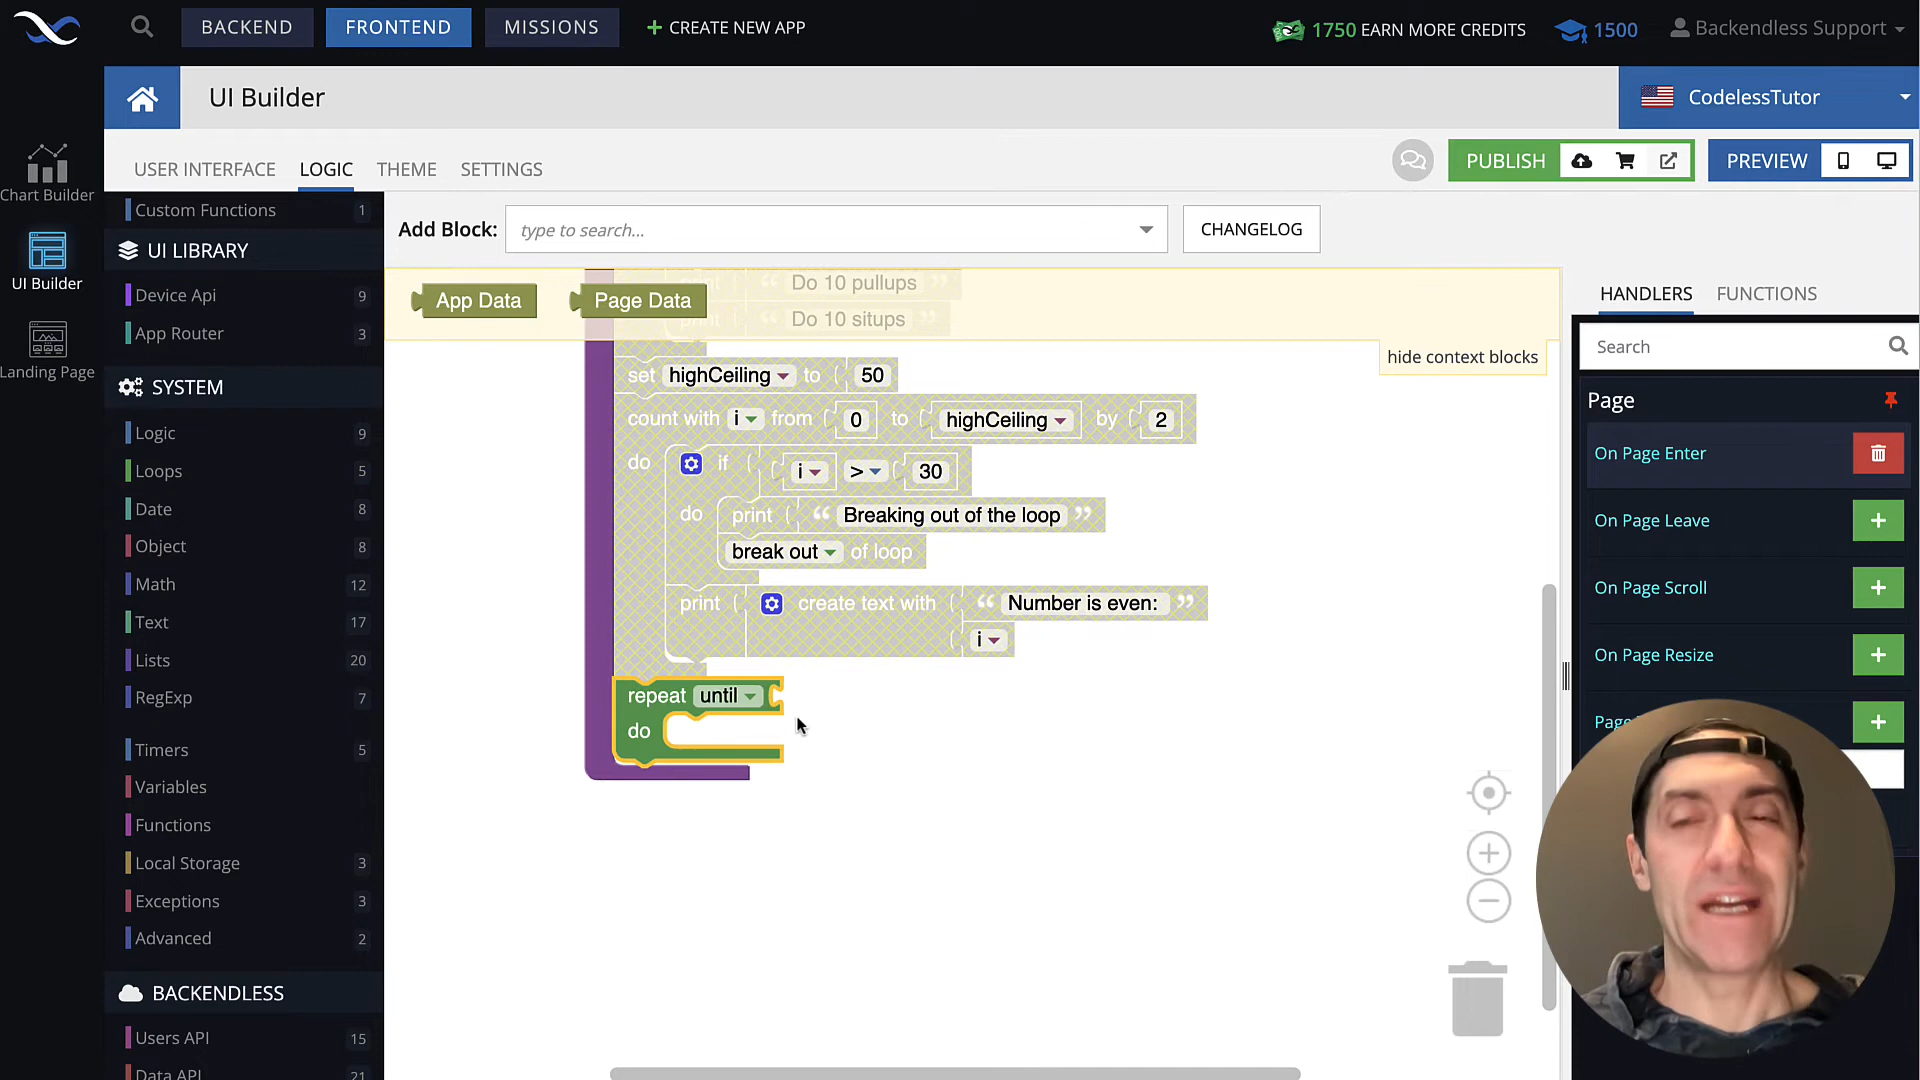 BACKEND FRONTEND MISSIONS + CREATE NEW APP 1750 EARN MORE CREDITS 1500 Backendless Support
UI Builder CodelessTutor
USER INTERFACE LOGIC THEME SETTINGS PUBLISH PREVIEW
Chart Builder
UI Builder
Landing Page
Custom Functions 1
UI LIBRARY
Device Api 9
App Router 3
SYSTEM
Logic 9
Loops 5
Date 8
Object 8
Math 12
Text 17
Lists 20
RegExp 7
Timers 5
Variables
Functions
Local Storage 3
Exceptions 3
Advanced 2
BACKENDLESS
Users API 15
Data API 21
Add Block: type to search... CHANGELOG
print “ Do 10 pullups ”
App Data Page Data
print “ Do 10 situps ”
hide context blocks
set highCeiling to 50
count with i from 0 to highCeiling by 2
do if i > 30
do print “ Breaking out of the loop ”
break out of loop
print create text with “ Number is even: ”
i
repeat until
do
HANDLERS FUNCTIONS
Search
Page
On Page Enter
On Page Leave +
On Page Scroll +
On Page Resize +
+